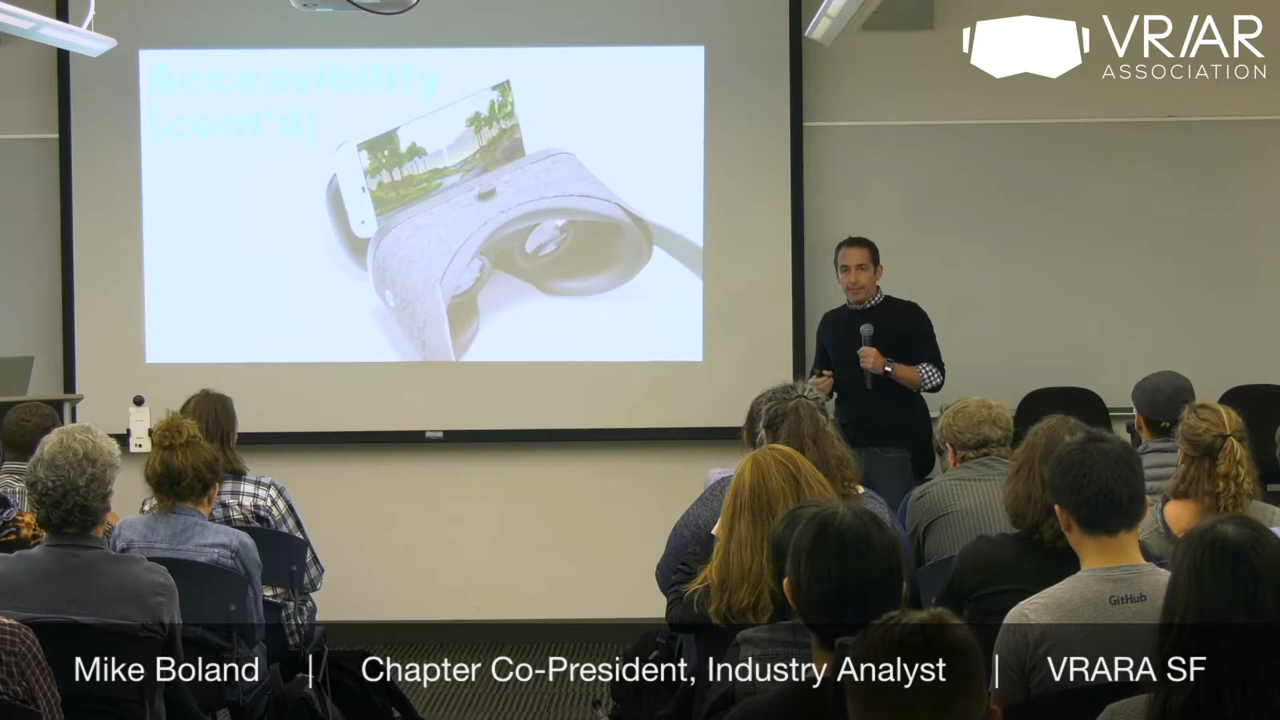 VR/AR
ASSOCIATION
Accessibility
(cont'd)
GitHub
Mike Boland | Chapter Co-President, Industry Analyst | VRARA SF